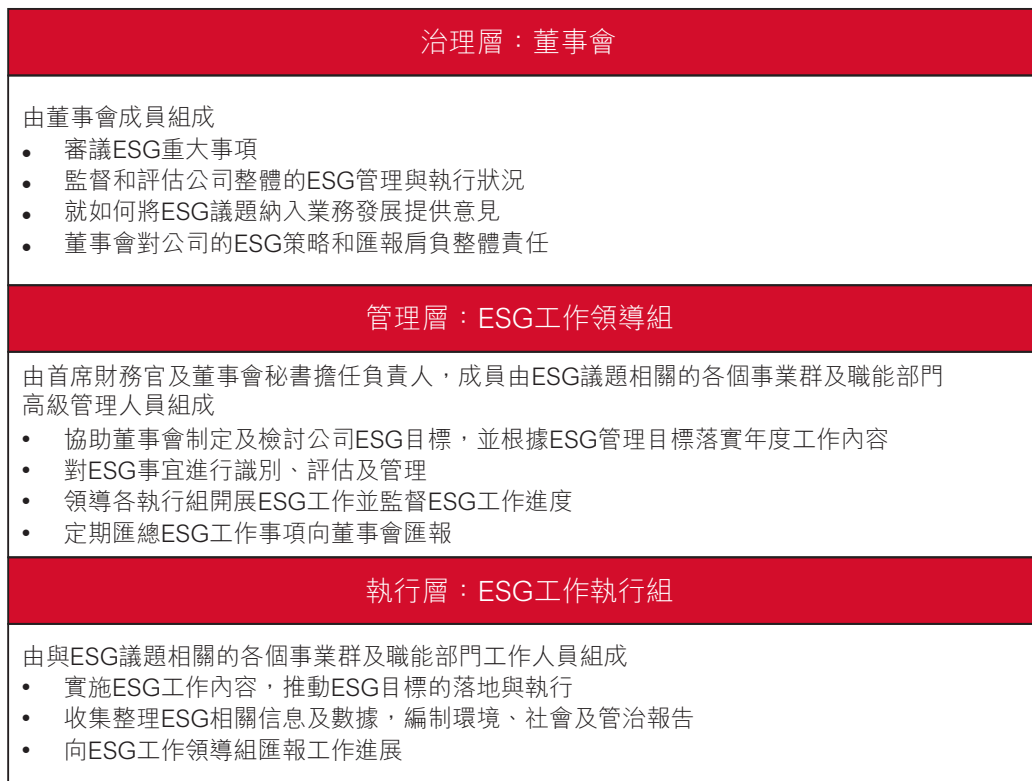 治理層：董事會
由董事會成員組成
• 審議ESG重大事項
• 監督和評估公司整體的ESG管理與執行狀況
• 就如何將ESG議題納入業務發展提供意見
• 董事會對公司的ESG策略和匯報肩負整體責任
管理層：ESG工作領導組
由首席財務官及董事會秘書擔任負責人，成員由ESG議題相關的各個事業群及職能部門
高級管理人員組成
• 協助董事會制定及檢討公司ESG目標，並根據ESG管理目標落實年度工作內容
• 對ESG事宜進行識別、評估及管理
• 領導各執行組開展ESG工作並監督ESG工作進度
• 定期匯總ESG工作事項向董事會匯報
執行層：ESG工作執行組
由與ESG議題相關的各個事業群及職能部門工作人員組成
• 實施ESG工作內容，推動ESG目標的落地與執行
• 收集整理ESG相關信息及數據，編制環境、社會及管治報告
• 向ESG工作領導組匯報工作進展